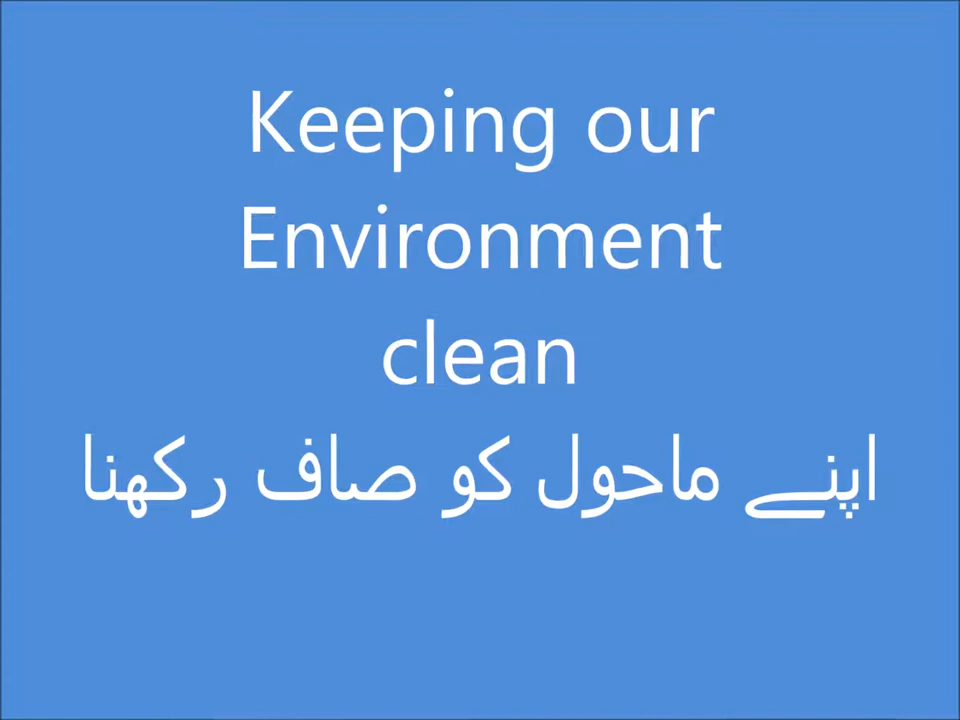 Keeping our
Environment
clean
اپنے ماحول کو صاف رکھنا